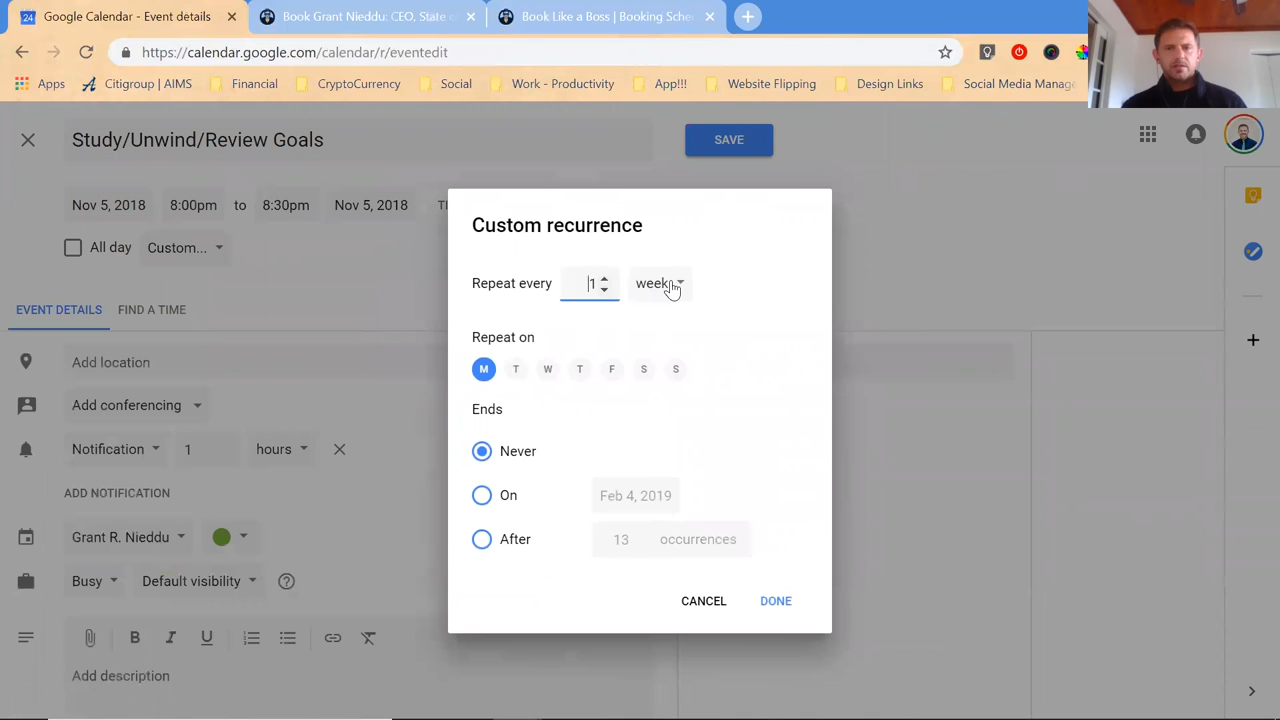 24 Google Calendar - Event details
Book Grant Nieddu: CEO, State o
Book Like a Boss | Booking Sche
https://calendar.google.com/calendar/r/eventedit
Apps
Citigroup | AIMS
Financial
CryptoCurrency
Social
Work - Productivity
App!!!
Website Flipping
Design Links
Social Media Manag
Study/Unwind/Review Goals
SAVE
Nov 5, 2018 8:00pm to 8:30pm Nov 5, 2018
All day Custom...
EVENT DETAILS FIND A TIME
Add location
Add conferencing
Notification 1 hours
ADD NOTIFICATION
Grant R. Nieddu
Busy Default visibility ?
B I U
Add description
Custom recurrence
Repeat every 1 week
Repeat on
M T W T F S S
Ends
Never
On Feb 4, 2019
After 13 occurrences
CANCEL DONE